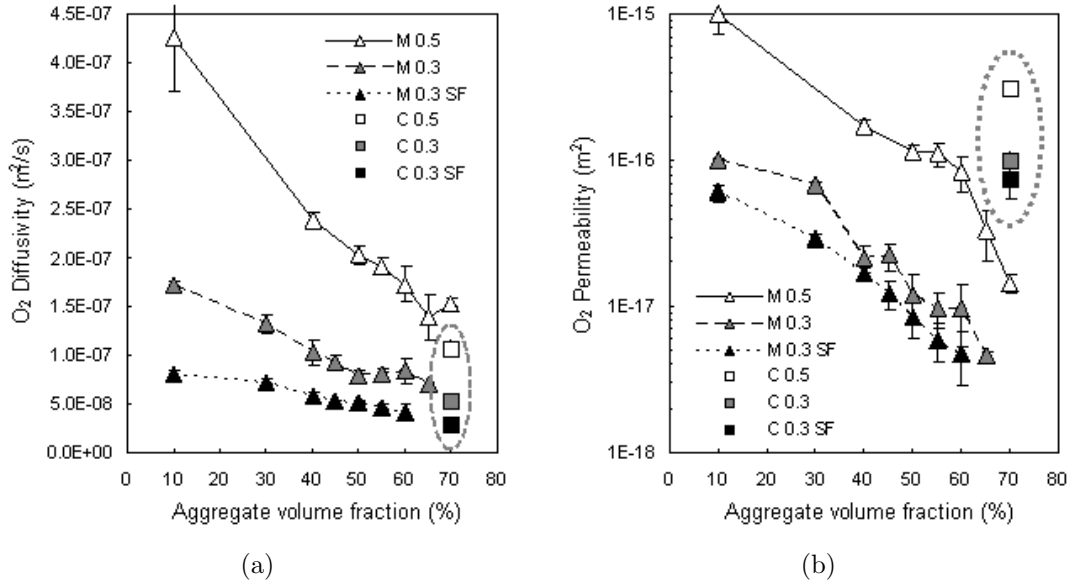 4.5E-07
4.0E-07
3.5E-07
3.0E-07
2.5E-07
2.0E-07
1.5E-07
1.0E-07
5.0E-08
0.0E+00
O₂ Diffusivity (m²/s)
M 0.5
M 0.3
M 0.3 SF
C 0.5
C 0.3
C 0.3 SF
0 10 20 30 40 50 60 70 80
Aggregate volume fraction (%)
(a)
1E-15
1E-16
1E-17
1E-18
O₂ Permeability (m²)
M 0.5
M 0.3
M 0.3 SF
C 0.5
C 0.3
C 0.3 SF
0 10 20 30 40 50 60 70 80
Aggregate volume fraction (%)
(b)